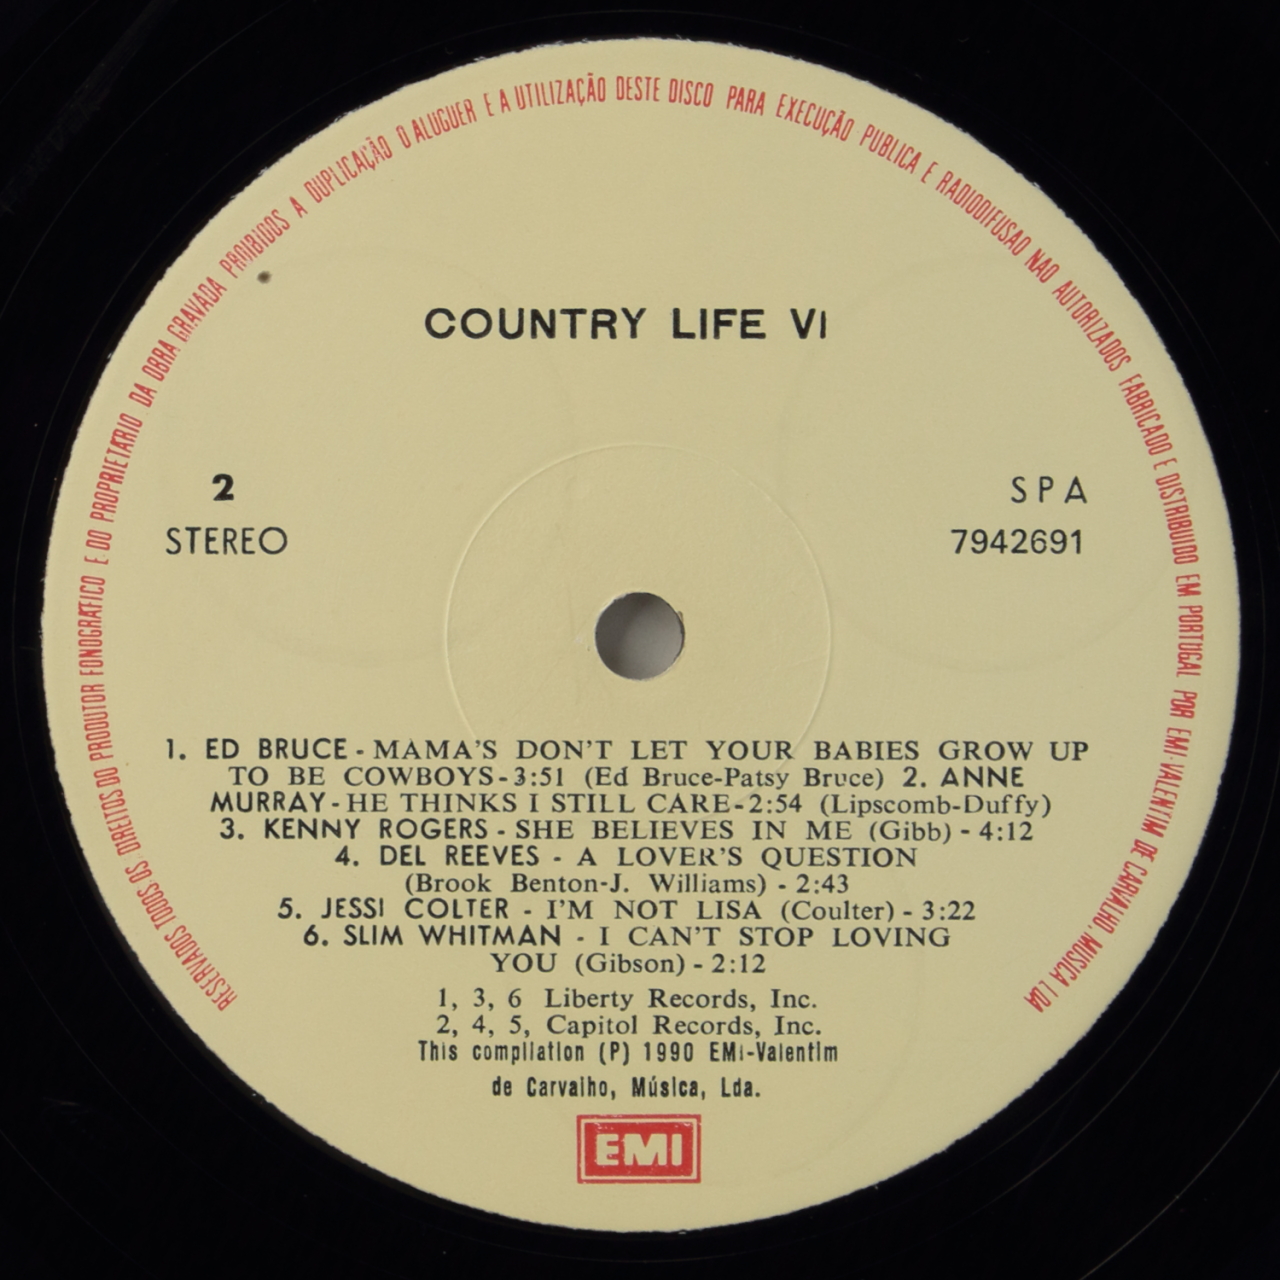 RESERVADOS TODOS OS DIREITOS DO PRODUTOR FONOGRAFICO E DO PROPRIETARIO DA OBRA GRAVADA PROIBIDOS A DUPLICAÇÃO O ALUGUER E A UTILIZAÇÃO DESTE DISCO PARA EXECUÇÃO PUBLICA E RADIODIFUSAO NAO AUTORIZADOS FABRICADO E DISTRIBUIDO EM PORTUGAL POR EMI-VALENTIM DE CARVALHO, MUSICA LDA
COUNTRY LIFE VI
2
STEREO
SPA
7942691
1. ED BRUCE - MAMA'S DON'T LET YOUR BABIES GROW UP
TO BE COWBOYS-3:51 (Ed Bruce-Patsy Bruce) 2. ANNE
MURRAY-HE THINKS I STILL CARE-2:54 (Lipscomb-Duffy)
3. KENNY ROGERS - SHE BELIEVES IN ME (Gibb) - 4:12
4. DEL REEVES - A LOVER'S QUESTION
(Brook Benton-J. Williams) - 2:43
5. JESSI COLTER - I'M NOT LISA (Coulter) - 3:22
6. SLIM WHITMAN - I CAN'T STOP LOVING
YOU (Gibson) - 2:12
1, 3, 6 Liberty Records, Inc.
2, 4, 5, Capitol Records, Inc.
This compilation (P) 1990 EMI-Valentim
de Carvalho, Música, Lda.
EMI